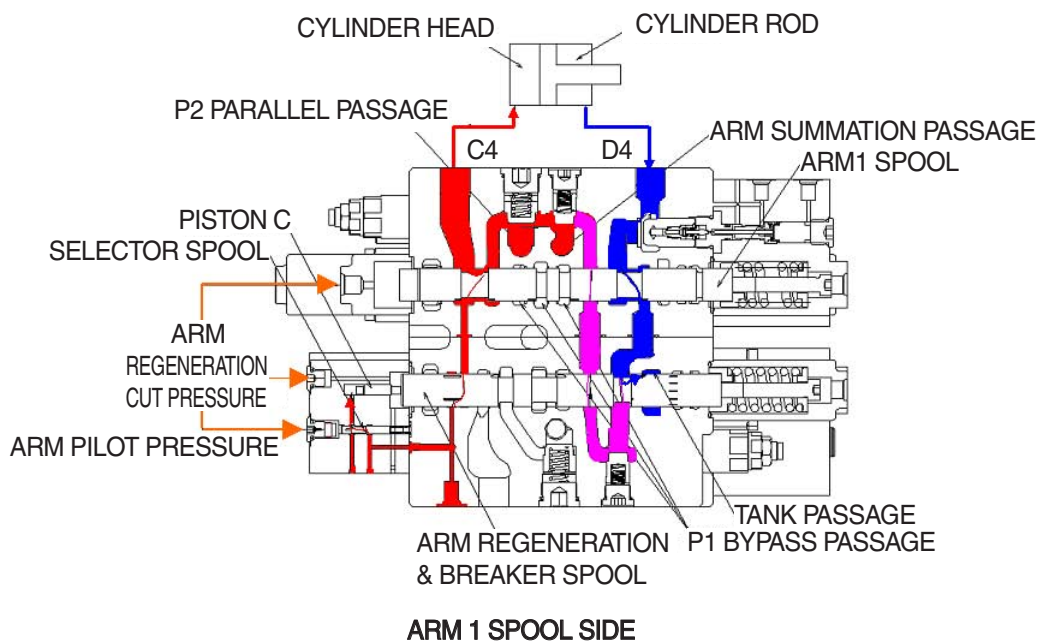 CYLINDER HEAD
CYLINDER ROD
P2 PARALLEL PASSAGE
C4
D4
ARM SUMMATION PASSAGE
ARM1 SPOOL
PISTON C
SELECTOR SPOOL
ARM
REGENERATION
CUT PRESSURE
ARM PILOT PRESSURE
TANK PASSAGE
P1 BYPASS PASSAGE
ARM REGENERATION
& BREAKER SPOOL
ARM 1 SPOOL SIDE